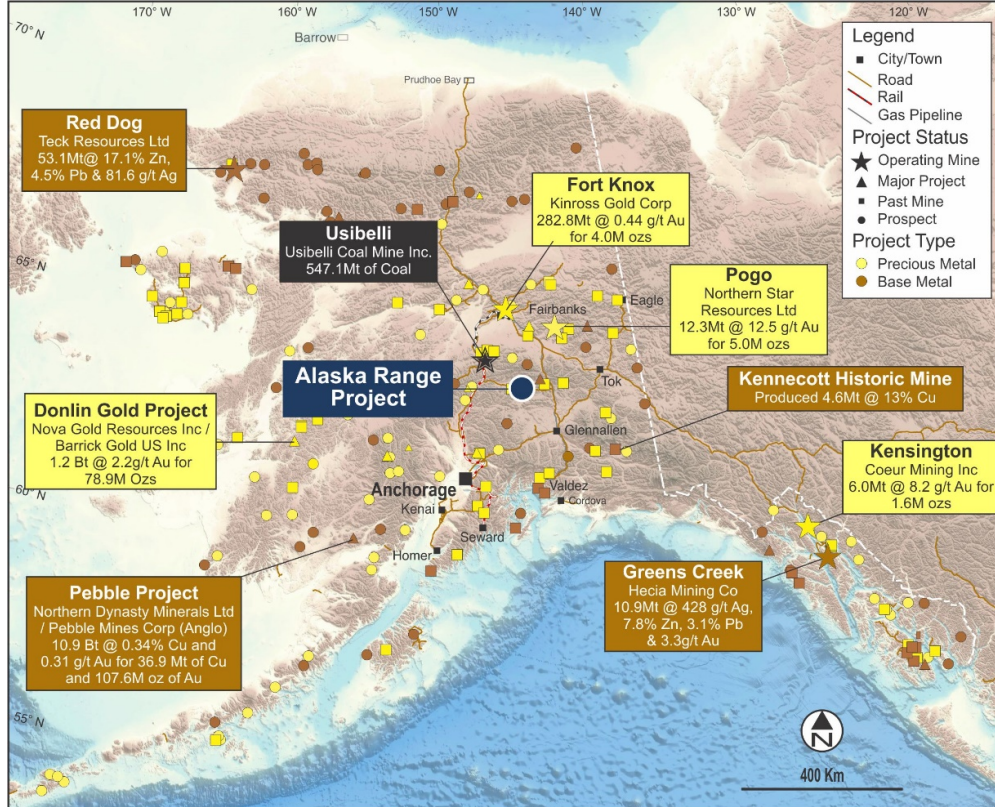 170° W
160° W
150° W
140° W
130° W
120° W
70° N
65° N
60° N
55° N
Barrow
Prudhoe Bay
Legend
City/Town
Road
Rail
Gas Pipeline
Project Status
Operating Mine
Major Project
Past Mine
Prospect
Project Type
Precious Metal
Base Metal
Red Dog
Teck Resources Ltd
53.1Mt@ 17.1% Zn,
4.5% Pb & 81.6 g/t Ag
Fort Knox
Kinross Gold Corp
282.8Mt @ 0.44 g/t Au
for 4.0M ozs
Usibelli
Usibelli Coal Mine Inc.
547.1Mt of Coal
Pogo
Northern Star
Resources Ltd
12.3Mt @ 12.5 g/t Au
for 5.0M ozs
Fairbanks
Eagle
Alaska Range
Project
Tok
Kennecott Historic Mine
Produced 4.6Mt @ 13% Cu
Donlin Gold Project
Nova Gold Resources Inc /
Barrick Gold US Inc
1.2 Bt @ 2.2g/t Au for
78.9M Ozs
Glennallen
Kensington
Coeur Mining Inc
6.0Mt @ 8.2 g/t Au for
1.6M ozs
Anchorage
Kenai
Valdez
Cordova
Seward
Homer
Pebble Project
Northern Dynasty Minerals Ltd
/ Pebble Mines Corp (Anglo)
10.9 Bt @ 0.34% Cu and
0.31 g/t Au for 36.9 Mt of Cu
and 107.6M oz of Au
Greens Creek
Hecia Mining Co
10.9Mt @ 428 g/t Ag,
7.8% Zn, 3.1% Pb
& 3.3g/t Au
N
400 Km